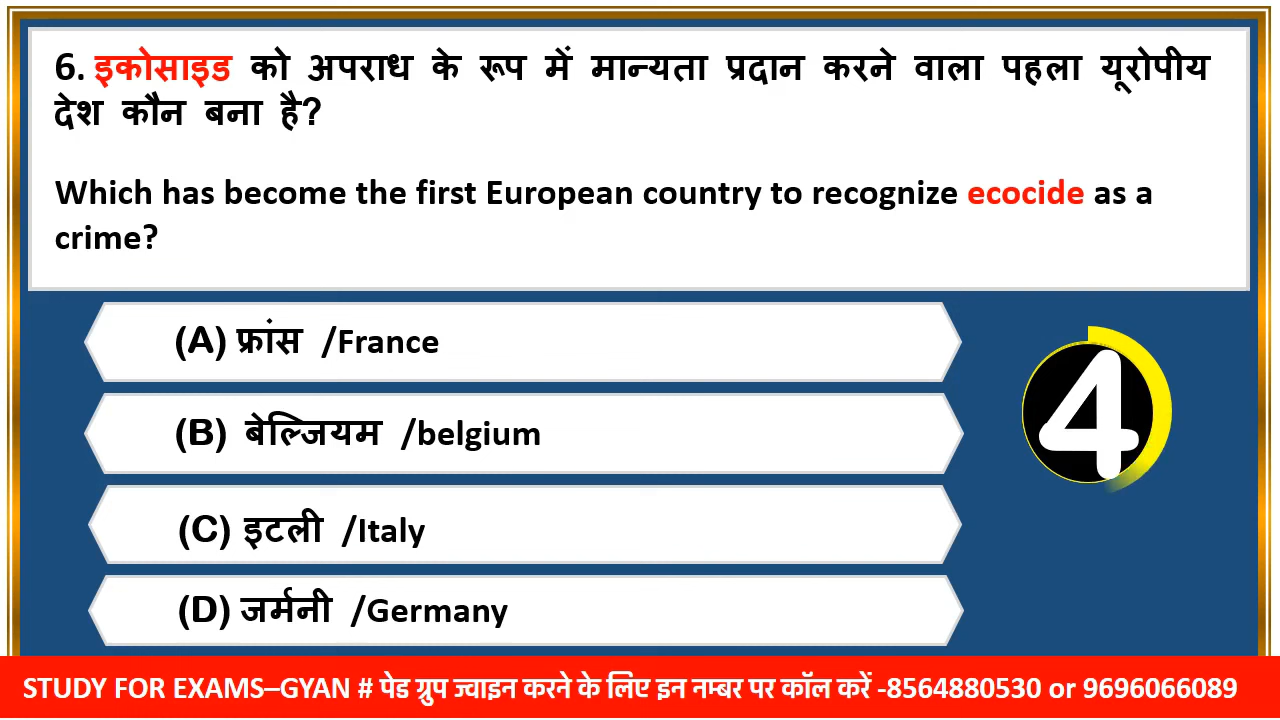 6. इकोसाइड को अपराध के रूप में मान्यता प्रदान करने वाला पहला यूरोपीय
देश कौन बना है?
Which has become the first European country to recognize ecocide as a
crime?
(A) फ्रांस /France
(B) बेल्जियम /belgium
(C) इटली /Italy
(D) जर्मनी /Germany
4
STUDY FOR EXAMS–GYAN # पेड ग्रुप ज्वाइन करने के लिए इन नम्बर पर कॉल करें -8564880530 or 9696066089